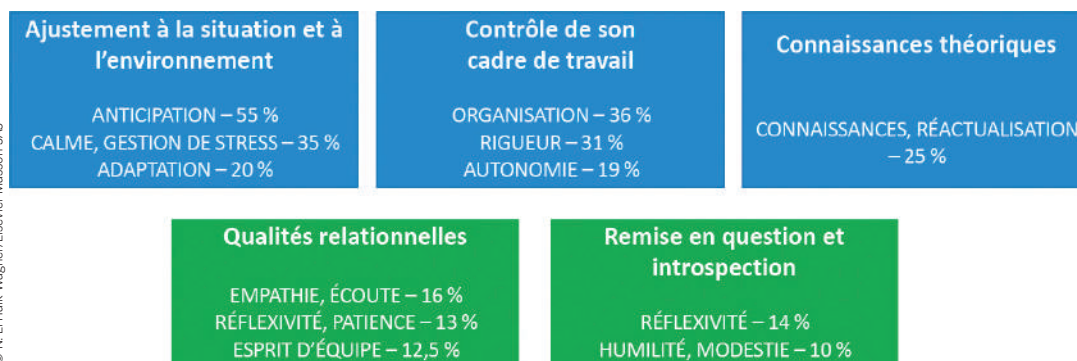 Ajustement à la situation et à
l'environnement
ANTICIPATION – 55 %
CALME, GESTION DE STRESS – 35 %
ADAPTATION – 20 %
Contrôle de son
cadre de travail
ORGANISATION – 36 %
RIGUEUR – 31 %
AUTONOMIE – 19 %
Connaissances théoriques
CONNAISSANCES, RÉACTUALISATION
– 25 %
Qualités relationnelles
EMPATHIE, ÉCOUTE – 16 %
RÉFLEXIVITÉ, PATIENCE – 13 %
ESPRIT D'ÉQUIPE – 12,5 %
Remise en question et
introspection
RÉFLEXIVITÉ – 14 %
HUMILITÉ, MODESTIE – 10 %